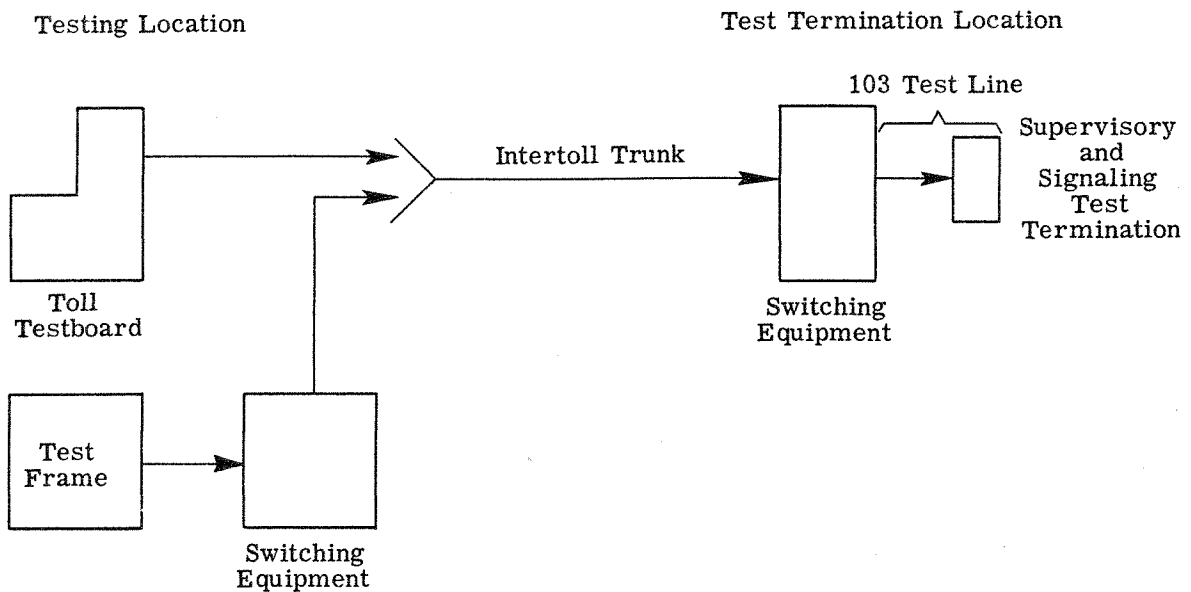 Testing Location
Test Termination Location
103 Test Line
Supervisory
and
Signaling
Test
Termination
Intertoll Trunk
Toll
Testboard
Switching
Equipment
Test
Frame
Switching
Equipment